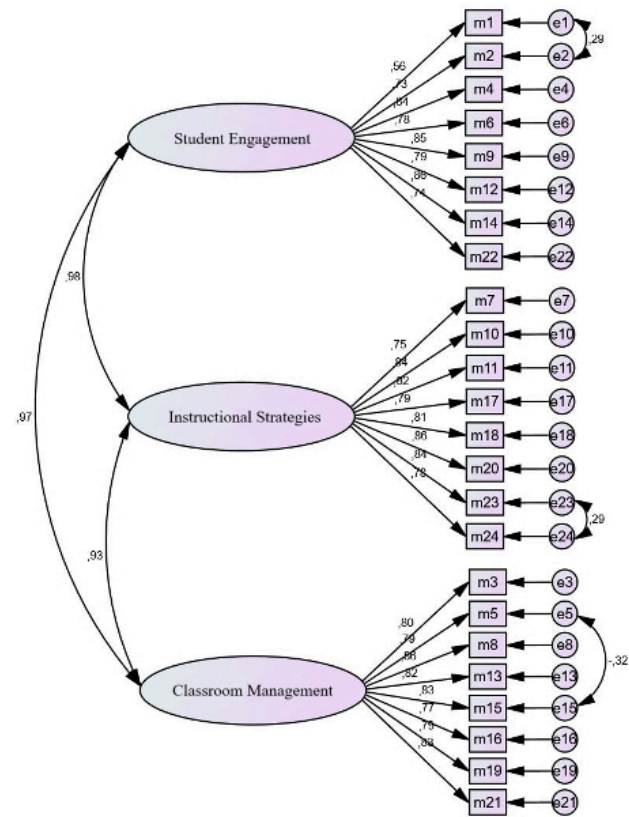 m1 e1
,29
m2 e2
,56
,73
m4 e4
,84
,78
m6 e6
Student Engagement
,85
m9 e9
,79
m12 e12
,74
m14 e14
m22 e22
,98
m7 e7
m10 e10
,75
,84
m11 e11
,79
m17 e17
Instructional Strategies
,81
m18 e18
,97
,86
m20 e20
,84
,78
m23 e23
,29
m24 e24
,93
m3 e3
,80
m5 e5
,79
m8 e8
-,32
,82
m13 e13
Classroom Management
,83
m15 e15
,77
m16 e16
,79
m19 e19
m21 e21